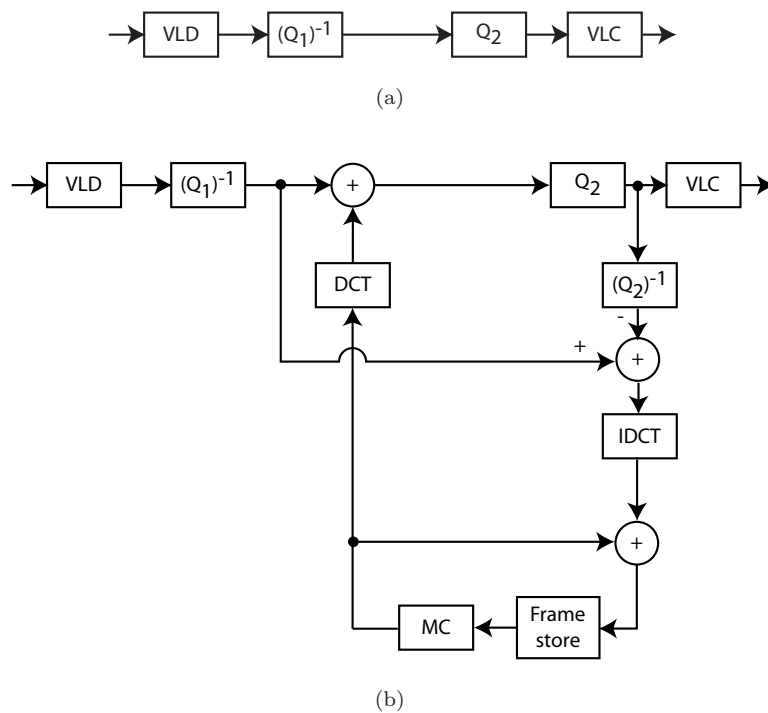 VLD (Q₁)⁻¹ Q₂ VLC
(a)
VLD (Q₁)⁻¹ + Q₂ VLC
DCT (Q₂)⁻¹
-
+ +
IDCT
+
MC Frame store
(b)